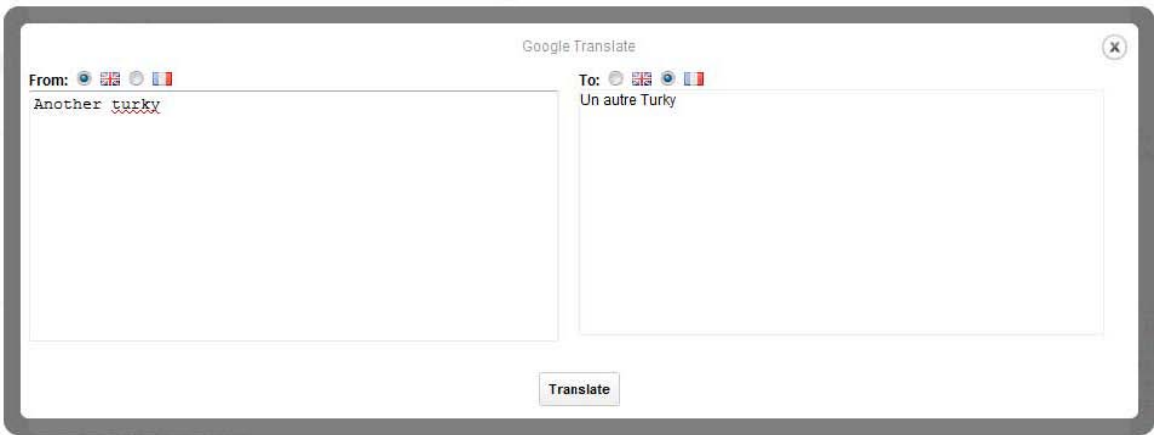 Google Translate
X
From:
To:
Another turky
Un autre Turky
Translate